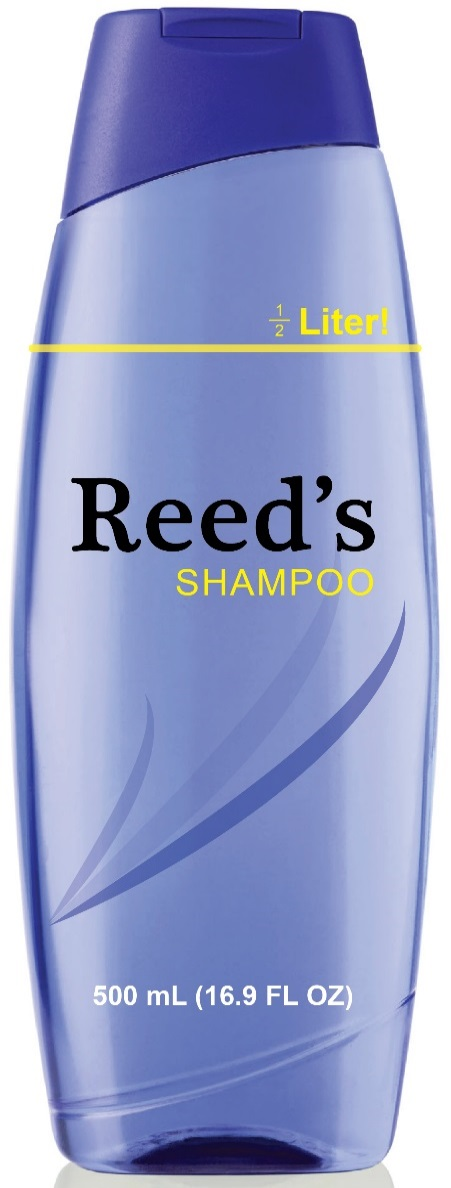 ½ Liter!
Reed’s
SHAMPOO
500 mL (16.9 FL OZ)